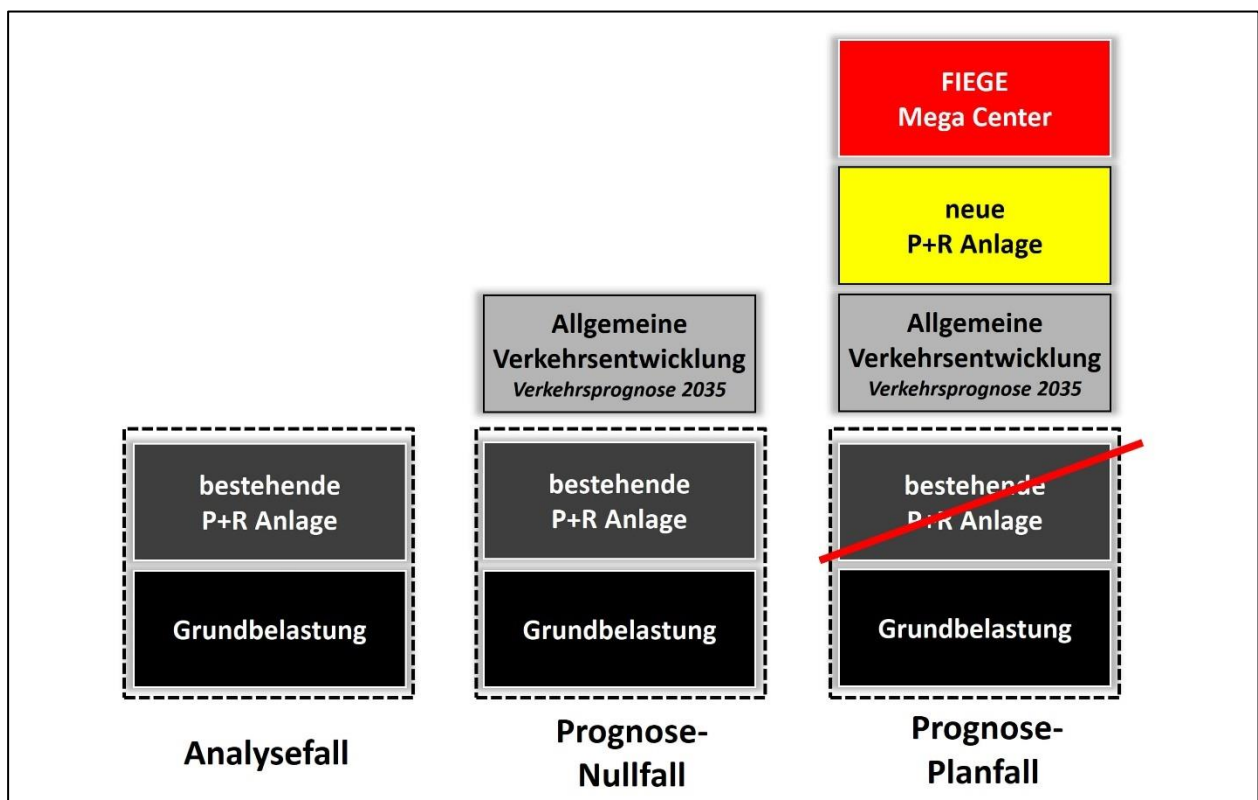 FIEGE
Mega Center
neue
P+R Anlage
Allgemeine
Verkehrsentwicklung
Verkehrsprognose 2035
Allgemeine
Verkehrsentwicklung
Verkehrsprognose 2035
bestehende
P+R Anlage
bestehende
P+R Anlage
bestehende
P+R Anlage
Grundbelastung
Grundbelastung
Grundbelastung
Analysefall
Prognose-
Nullfall
Prognose-
Planfall